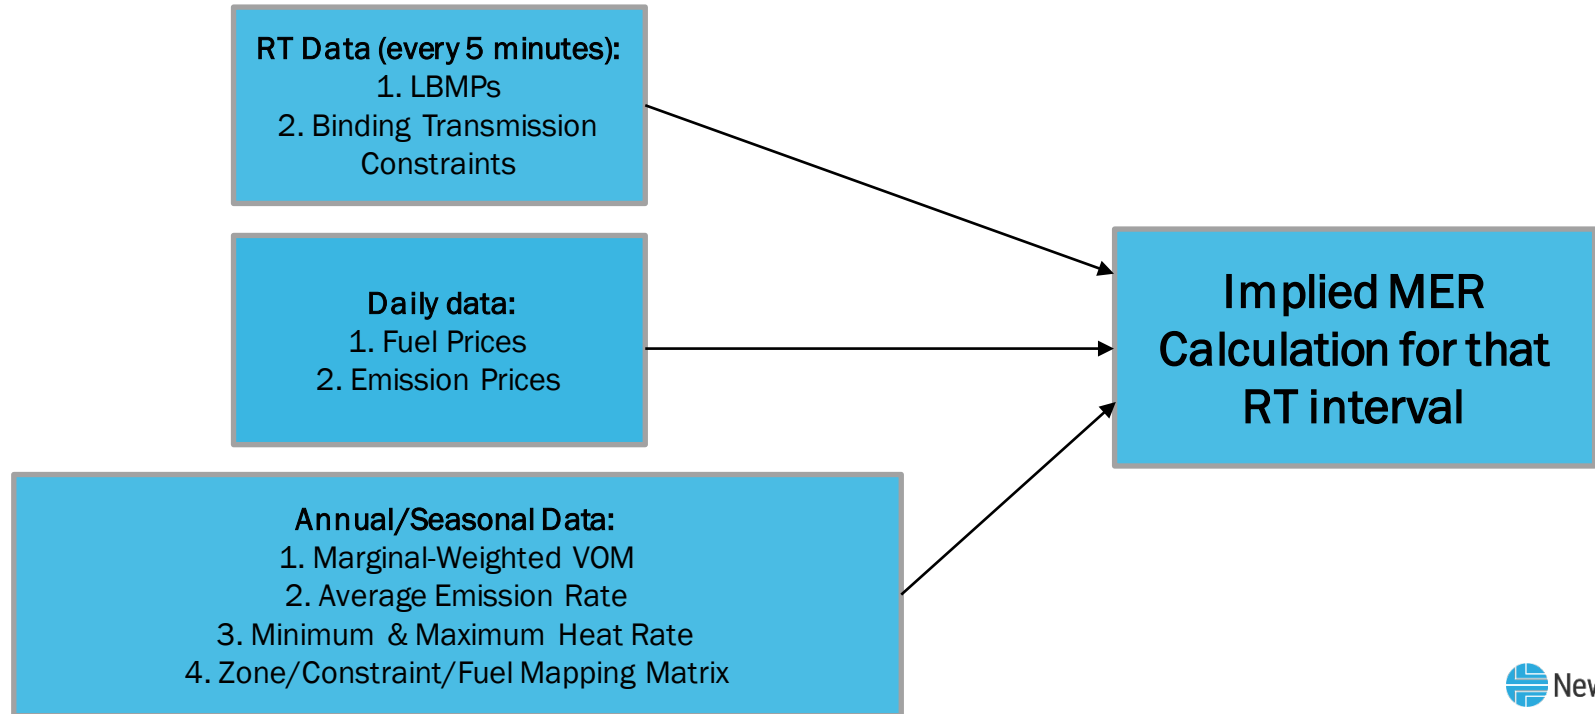 RT Data (every 5 minutes):
1. LBMPs
2. Binding Transmission
Constraints
Daily data:
1. Fuel Prices
2. Emission Prices
Implied MER
Calculation for that
RT interval
Annual/Seasonal Data:
1. Marginal-Weighted VOM
2. Average Emission Rate
3. Minimum & Maximum Heat Rate
4. Zone/Constraint/Fuel Mapping Matrix